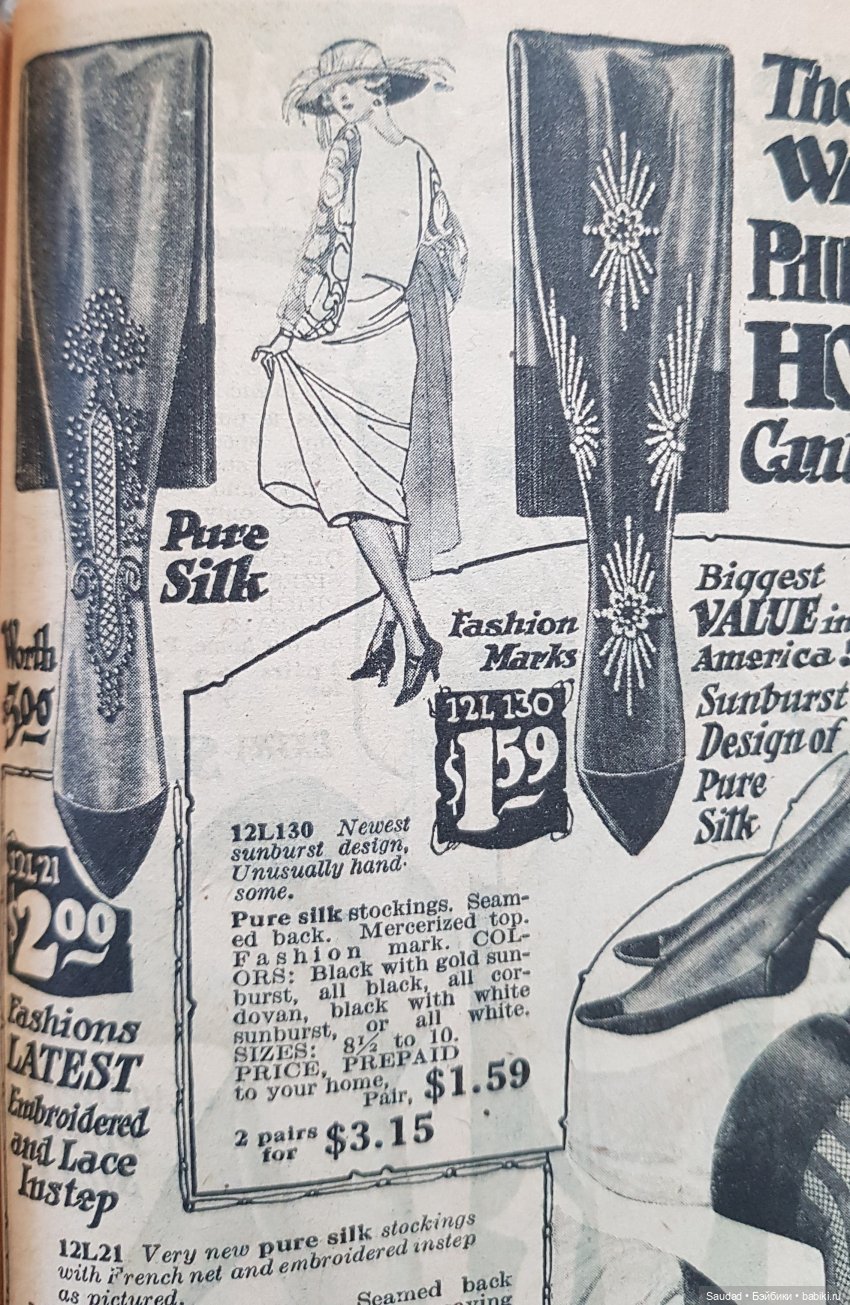 Pure
Silk
Worth
$5.00
12L21
$2.00
Fashions
LATEST
Embroidered
and Lace
Instep
Fashion
Marks
12L130
$1.59
Biggest
VALUE in
America!
Sunburst
Design of
Pure
Silk
12L130 Newest
sunburst design,
Unusually hand-
some.
Pure silk stockings. Seam-
ed back. Mercerized top.
Fashion mark. COL-
ORS: Black with gold sun-
burst, all black, all cor-
dovan, black with white
sunburst, or all white.
SIZES: 8½ to 10.
PRICE, PREPAID
to your home,
Pair, $1.59
2 pairs
for $3.15
12L21 Very new pure silk stockings
with French net and embroidered instep
as pictured.
Seamed back
Saudad • Бэйбики • babiki.ru